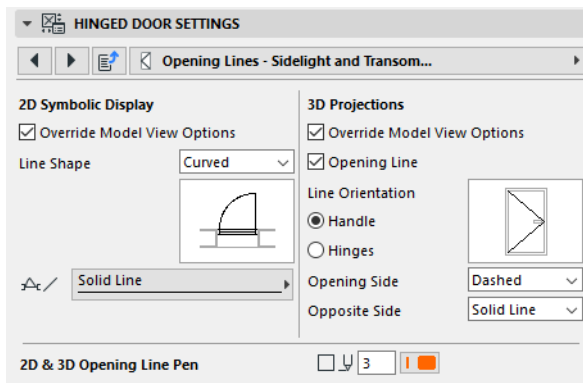 HINGED DOOR SETTINGS
Opening Lines - Sidelight and Transom...
2D Symbolic Display
Override Model View Options
Line Shape
Curved
Solid Line
3D Projections
Override Model View Options
Opening Line
Line Orientation
Handle
Hinges
Opening Side
Dashed
Opposite Side
Solid Line
2D & 3D Opening Line Pen
3